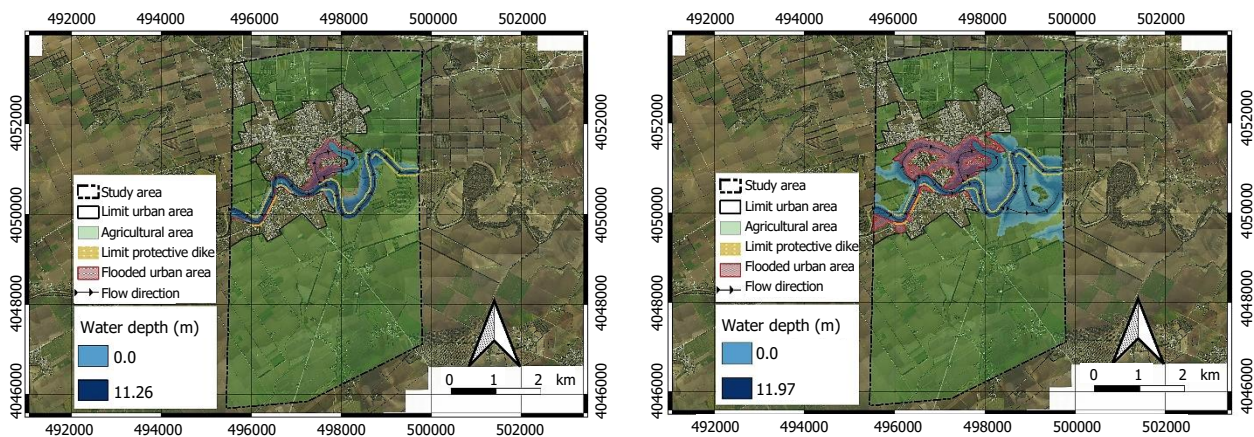 492000 494000 496000 498000 500000 502000
4052000
4050000
4048000
4046000
Study area
Limit urban area
Agricultural area
Limit protective dike
Flooded urban area
Flow direction
Water depth (m)
0.0
11.26
0 1 2 km
4052000
4050000
4048000
4046000
492000 494000 496000 498000 500000 502000
492000 494000 496000 498000 500000 502000
4052000
4050000
4048000
4046000
Study area
Limit urban area
Agricultural area
Limit protective dike
Flooded urban area
Flow direction
Water depth (m)
0.0
11.97
0 1 2 km
4052000
4050000
4048000
4046000
492000 494000 496000 498000 500000 502000